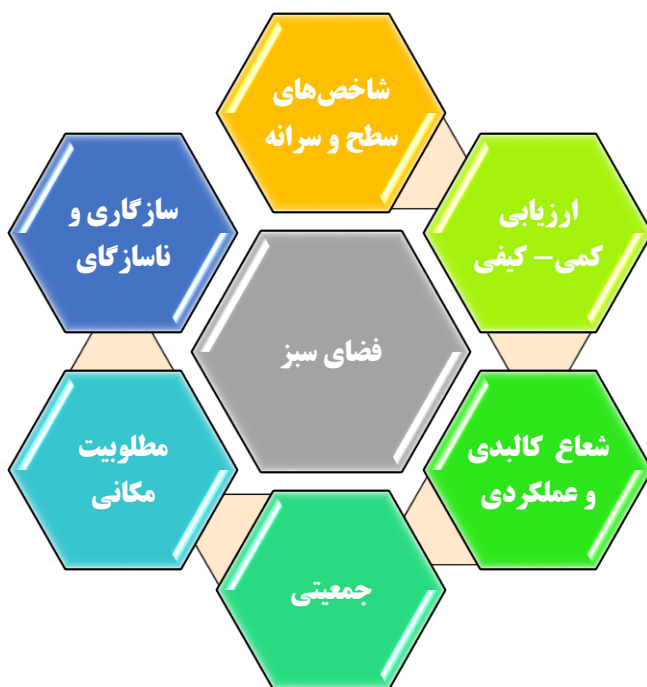 شاخص‌های
سطح و سرانه
ارزیابی
کمی- کیفی
شعاع کالبدی
و عملکردی
جمعیتی
مطلوبیت
مکانی
سازگاری و
ناسازگای
فضای سبز